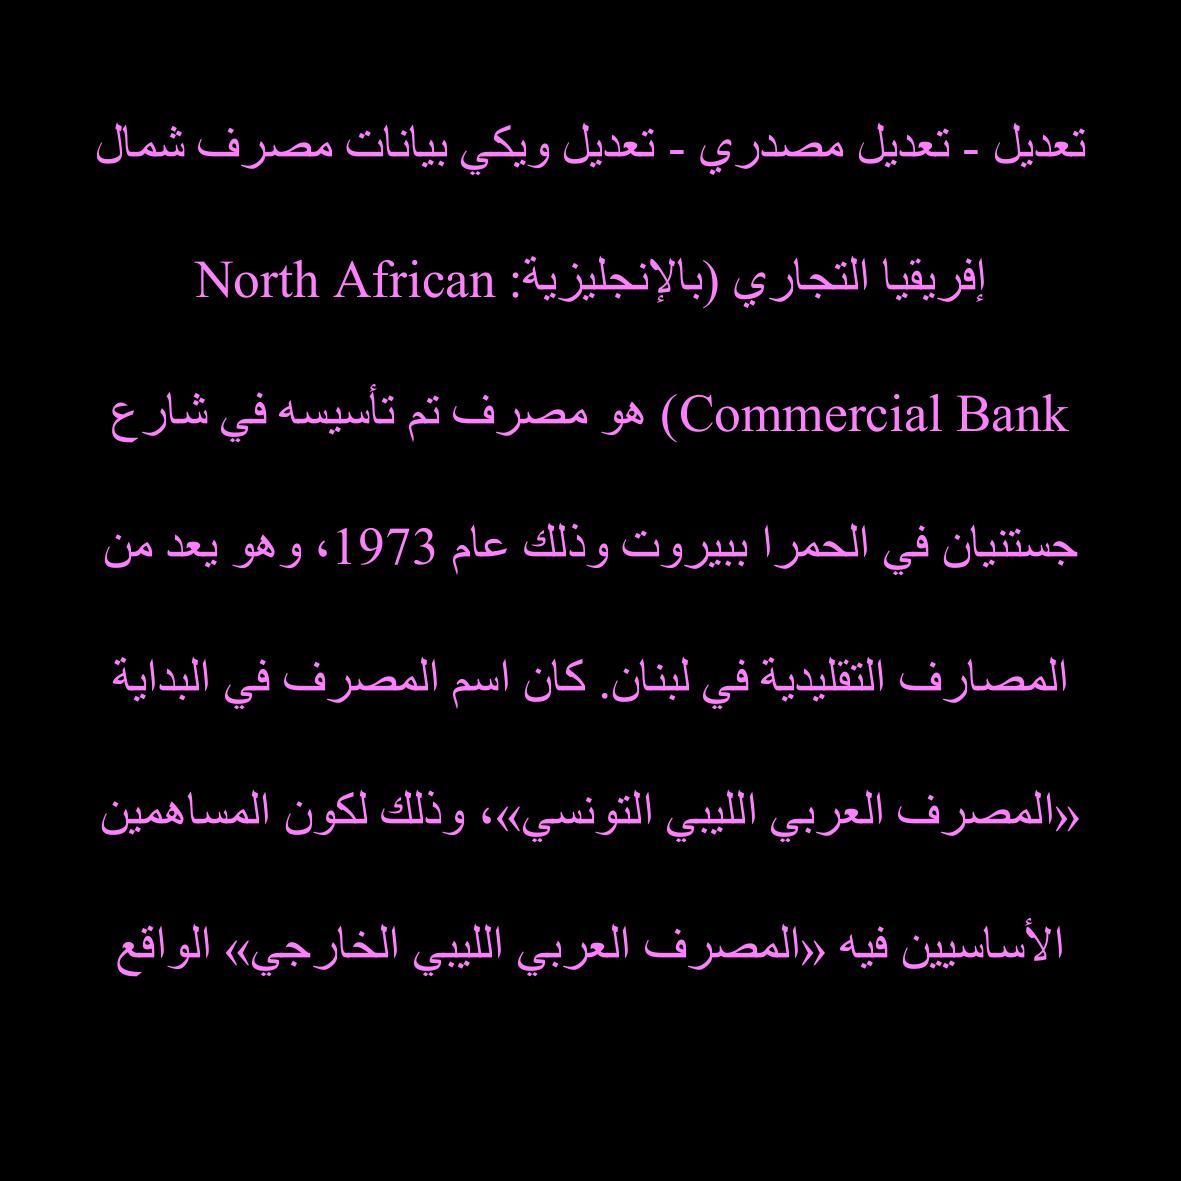 تعديل - تعديل مصدري - تعديل ويكي بيانات مصرف شمال
إفريقيا التجاري (بالإنجليزية: North African
Commercial Bank) هو مصرف تم تأسيسه في شارع
جستنيان في الحمرا ببيروت وذلك عام 1973، وهو يعد من
المصارف التقليدية في لبنان. كان اسم المصرف في البداية
«المصرف العربي الليبي التونسي»، وذلك لكون المساهمين
الأساسيين فيه «المصرف العربي الليبي الخارجي» الواقع